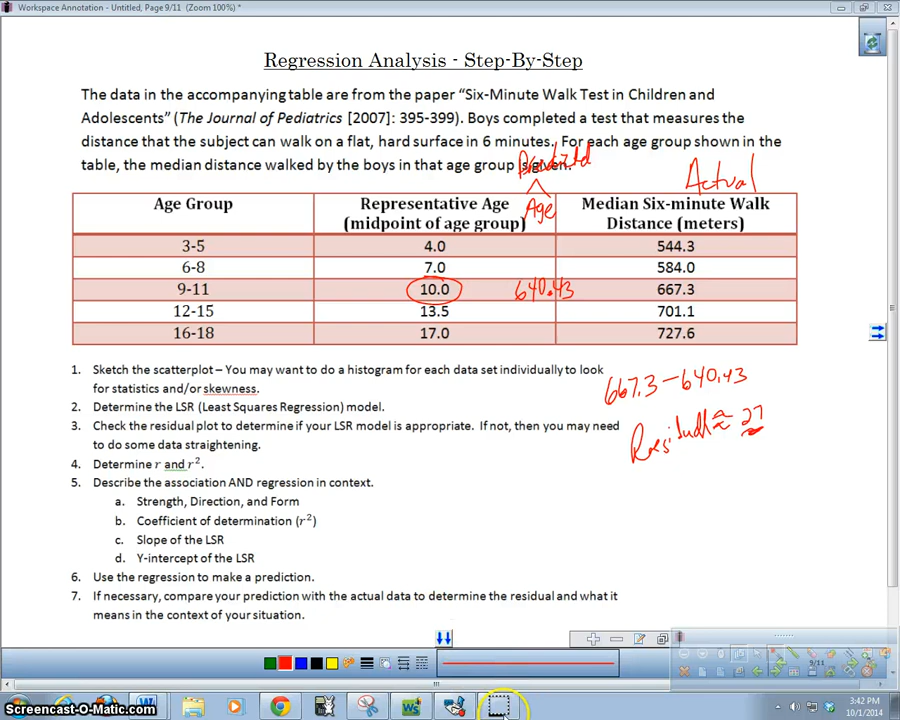 Workspace Annotation - Untitled, Page 9/11 (Zoom 100%) *
Regression Analysis - Step-By-Step
The data in the accompanying table are from the paper “Six-Minute Walk Test in Children and
Adolescents” (The Journal of Pediatrics [2007]: 395-399). Boys completed a test that measures the
distance that the subject can walk on a flat, hard surface in 6 minutes. For each age group shown in the
table, the median distance walked by the boys in that age group is given.
Predicted
Actual
Age
Age Group Representative Age Median Six-minute Walk
(midpoint of age group) Distance (meters)
3-5 4.0 544.3
6-8 7.0 584.0
9-11 10.0 640.43 667.3
12-15 13.5 701.1
16-18 17.0 727.6
1. Sketch the scatterplot – You may want to do a histogram for each data set individually to look
for statistics and/or skewness.
2. Determine the LSR (Least Squares Regression) model.
3. Check the residual plot to determine if your LSR model is appropriate. If not, then you may need
to do some data straightening.
4. Determine r and r².
5. Describe the association AND regression in context.
a. Strength, Direction, and Form
b. Coefficient of determination (r²)
c. Slope of the LSR
d. Y-intercept of the LSR
6. Use the regression to make a prediction.
7. If necessary, compare your prediction with the actual data to determine the residual and what it
means in the context of your situation.
667.3 – 640.43
Residual ≈ 27
9/11
Screencast-O-Matic.com
3:42 PM
10/1/2014